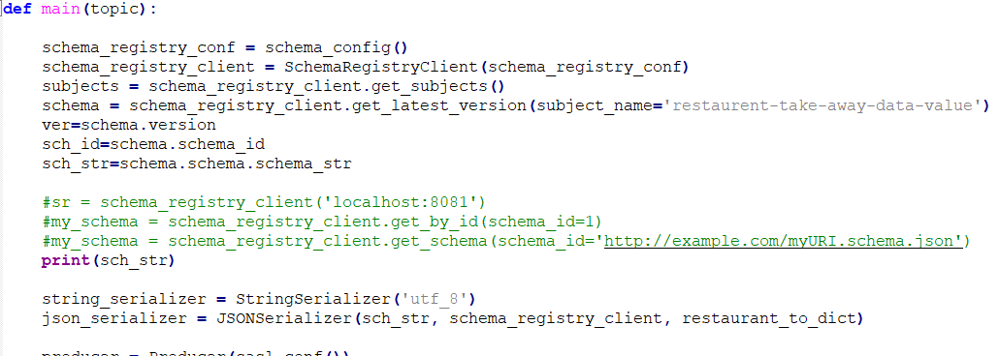 def main(topic):
schema_registry_conf = schema_config()
schema_registry_client = SchemaRegistryClient(schema_registry_conf)
subjects = schema_registry_client.get_subjects()
schema = schema_registry_client.get_latest_version(subject_name='restaurent-take-away-data-value')
ver=schema.version
sch_id=schema.schema_id
sch_str=schema.schema.schema_str
#sr = schema_registry_client('localhost:8081')
#my_schema = schema_registry_client.get_by_id(schema_id=1)
#my_schema = schema_registry_client.get_schema(schema_id='http://example.com/myURI.schema.json')
print(sch_str)
string_serializer = StringSerializer('utf_8')
json_serializer = JSONSerializer(sch_str, schema_registry_client, restaurant_to_dict)
producer = Producer(sasl_conf())